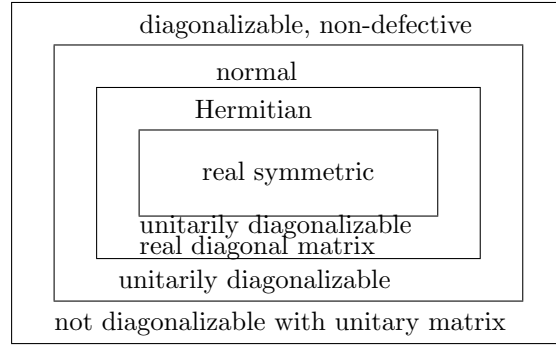 diagonalizable, non-defective
normal
Hermitian
real symmetric
unitarily diagonalizable
real diagonal matrix
unitarily diagonalizable
not diagonalizable with unitary matrix